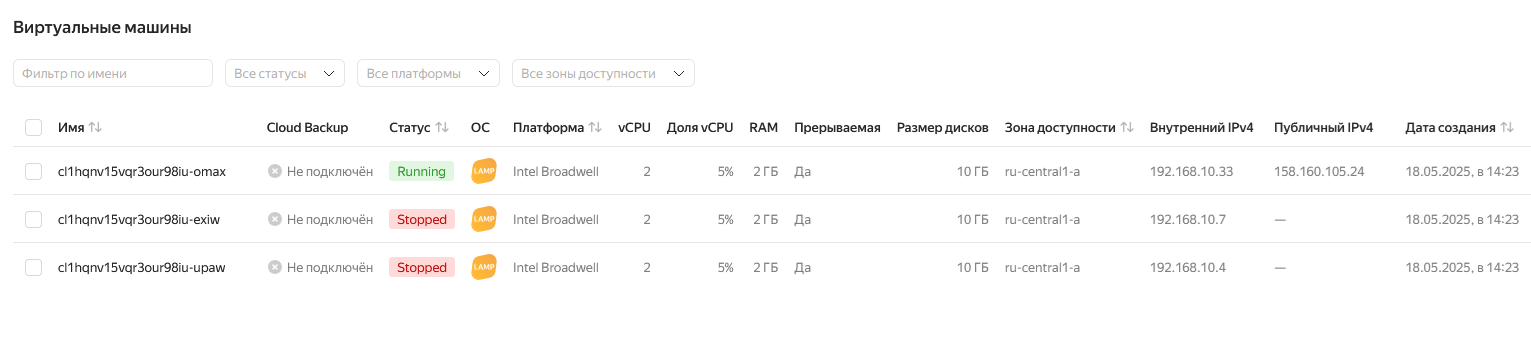 Виртуальные машины
Фильтр по имени Все статусы Все платформы Все зоны доступности
Имя Cloud Backup Статус ОС Платформа vCPU Доля vCPU RAM Прерываемая Размер дисков Зона доступности Внутренний IPv4 Публичный IPv4 Дата создания
cl1hqnv15vqr3our98iu-omax Не подключён Running LAMP Intel Broadwell 2 5% 2 ГБ Да 10 ГБ ru-central1-a 192.168.10.33 158.160.105.24 18.05.2025, в 14:23
cl1hqnv15vqr3our98iu-exiw Не подключён Stopped LAMP Intel Broadwell 2 5% 2 ГБ Да 10 ГБ ru-central1-a 192.168.10.7 — 18.05.2025, в 14:23
cl1hqnv15vqr3our98iu-upaw Не подключён Stopped LAMP Intel Broadwell 2 5% 2 ГБ Да 10 ГБ ru-central1-a 192.168.10.4 — 18.05.2025, в 14:23